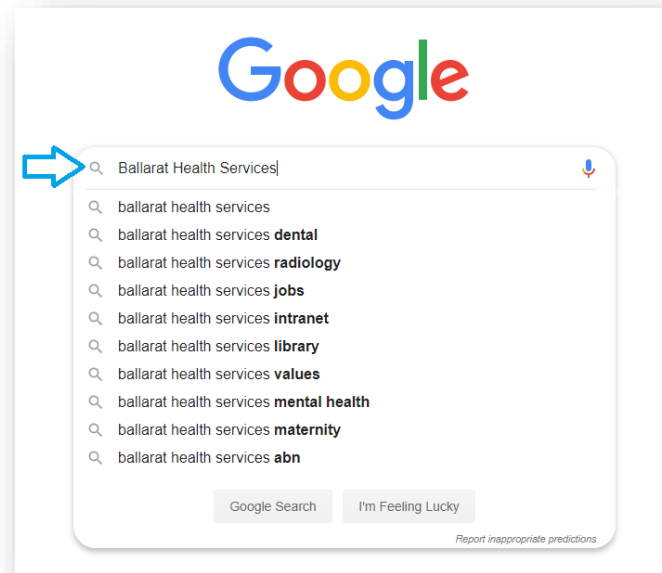 Google
Ballarat Health Services
ballarat health services
ballarat health services dental
ballarat health services radiology
ballarat health services jobs
ballarat health services intranet
ballarat health services library
ballarat health services values
ballarat health services mental health
ballarat health services maternity
ballarat health services abn
Google Search I'm Feeling Lucky
Report inappropriate predictions